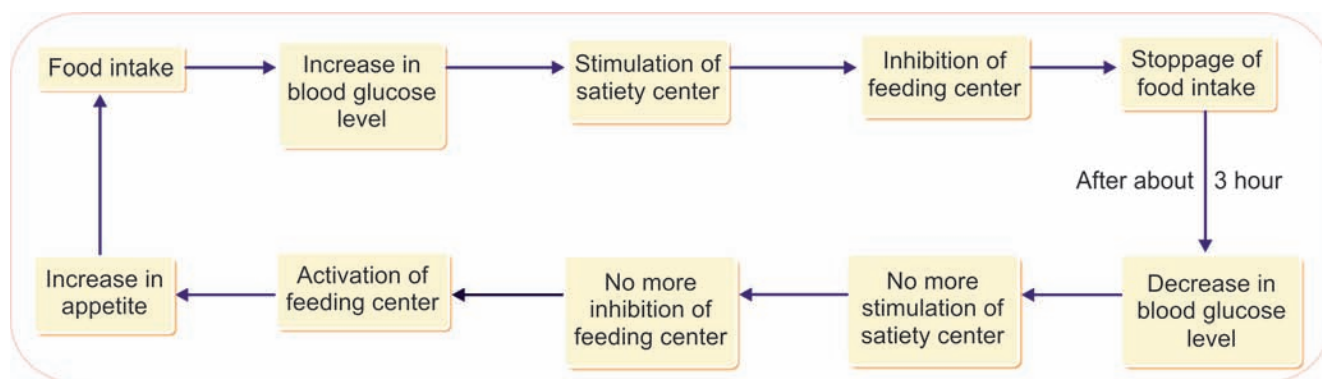 Food intake
Increase in
blood glucose
level
Stimulation of
satiety center
Inhibition of
feeding center
Stoppage of
food intake
After about 3 hour
Increase in
appetite
Activation of
feeding center
No more
inhibition of
feeding center
No more
stimulation of
satiety center
Decrease in
blood glucose
level